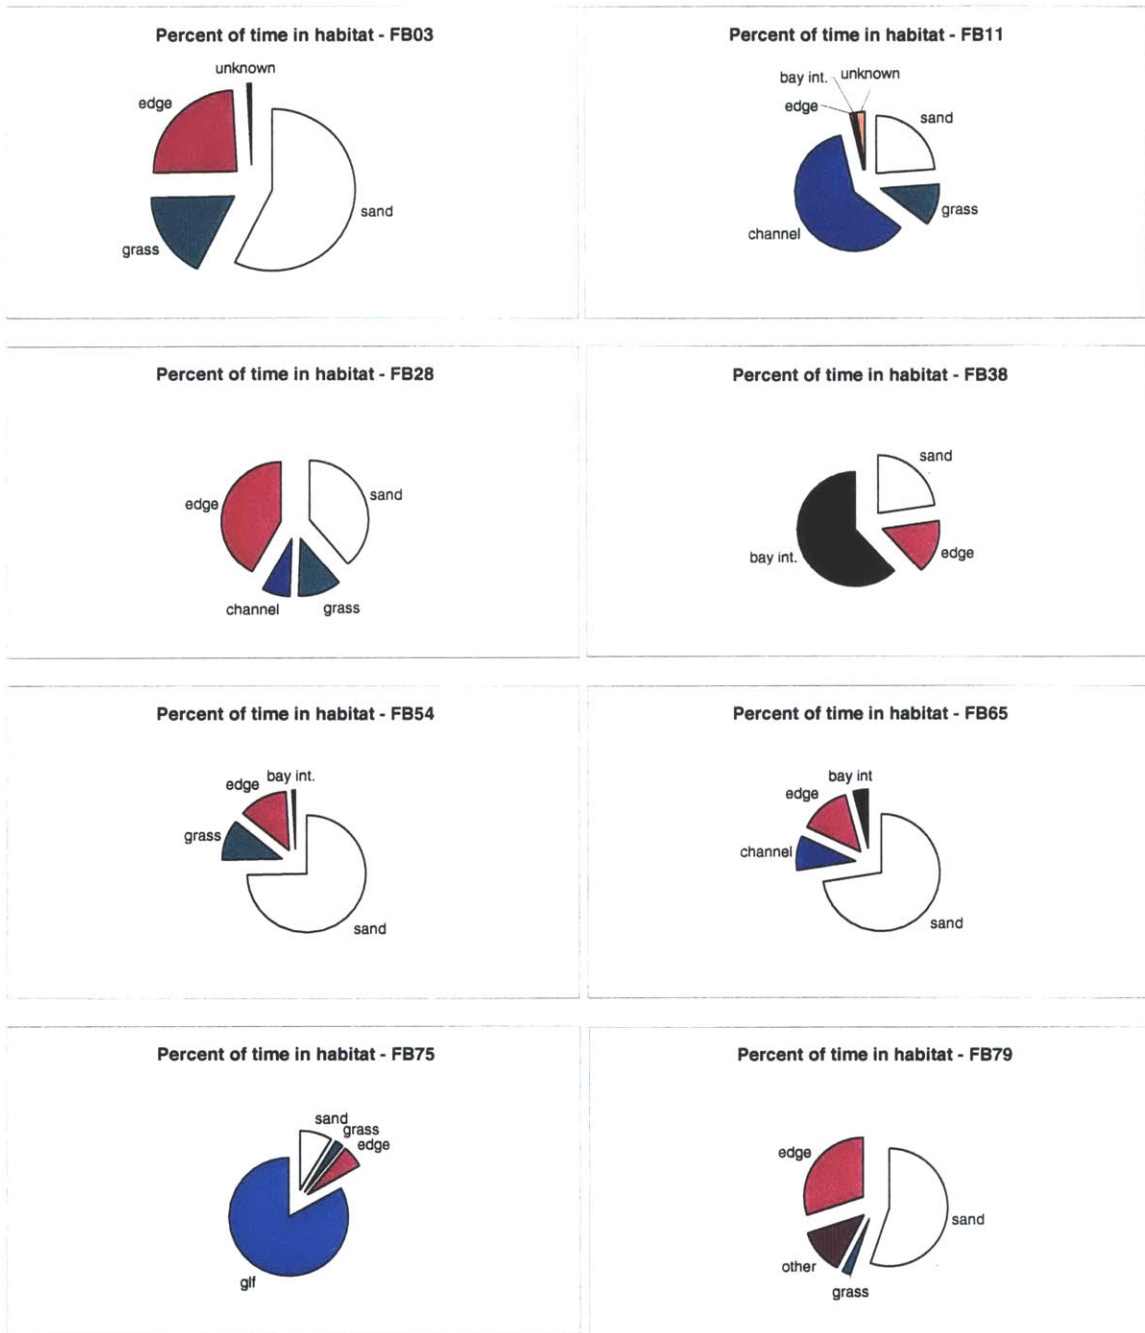 Percent of time in habitat - FB03
unknown
edge
sand
grass
Percent of time in habitat - FB11
bay int.
unknown
edge
sand
grass
channel
Percent of time in habitat - FB28
edge
sand
channel
grass
Percent of time in habitat - FB38
sand
bay int.
edge
Percent of time in habitat - FB54
edge
bay int.
grass
sand
Percent of time in habitat - FB65
bay int
edge
channel
sand
Percent of time in habitat - FB75
sand
grass
edge
glf
Percent of time in habitat - FB79
edge
sand
other
grass